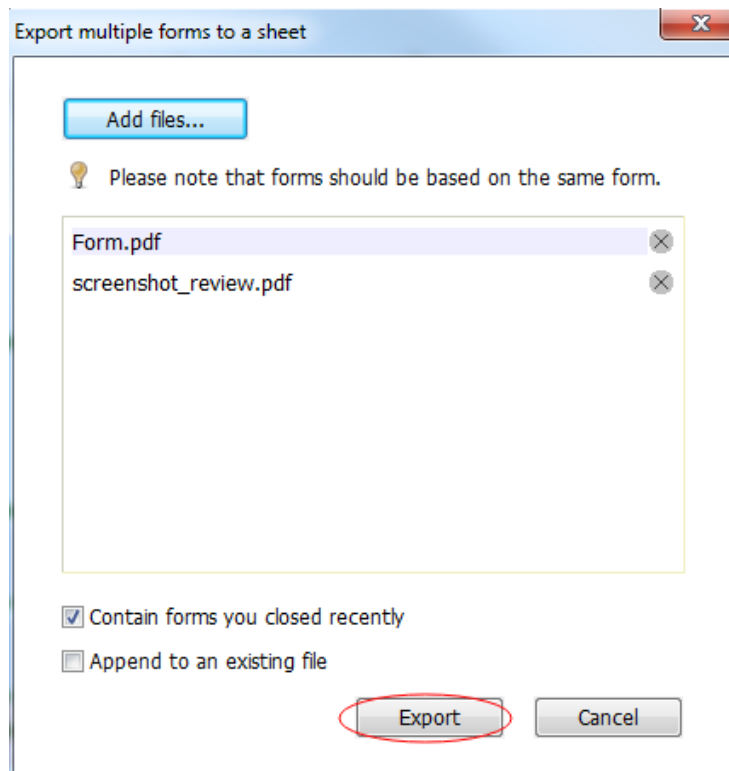 Export multiple forms to a sheet
Add files...
Please note that forms should be based on the same form.
Form.pdf
screenshot_review.pdf
Contain forms you closed recently
Append to an existing file
Export Cancel